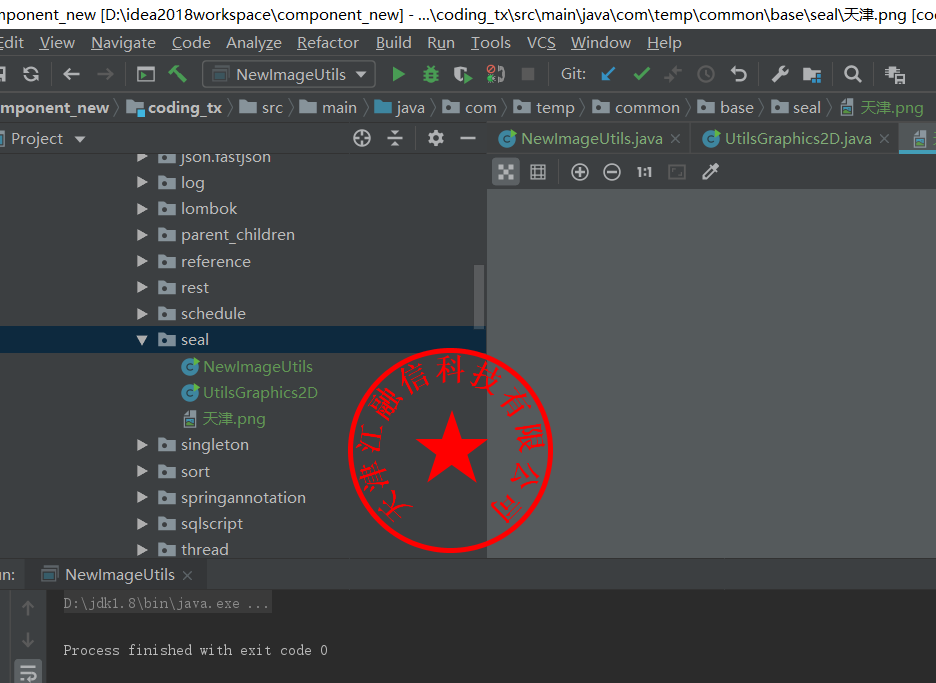 mponent_new [D:\idea2018workspace\component_new] - ...\coding_tx\src\main\java\com\temp\common\base\seal\天津.png [co
Edit View Navigate Code Analyze Refactor Build Run Tools VCS Window Help
NewImageUtils Git:
mponent_new coding_tx src main java com temp common base seal 天津.png
Project NewImageUtils.java UtilsGraphics2D.java
1:1
json.fastjson
log
lombok
parent_children
reference
rest
schedule
seal
NewImageUtils
UtilsGraphics2D
天津.png
天津江融信科技有限公司
singleton
sort
springannotation
sqlscript
thread
un: NewImageUtils
D:\jdk1.8\bin\java.exe ...
Process finished with exit code 0